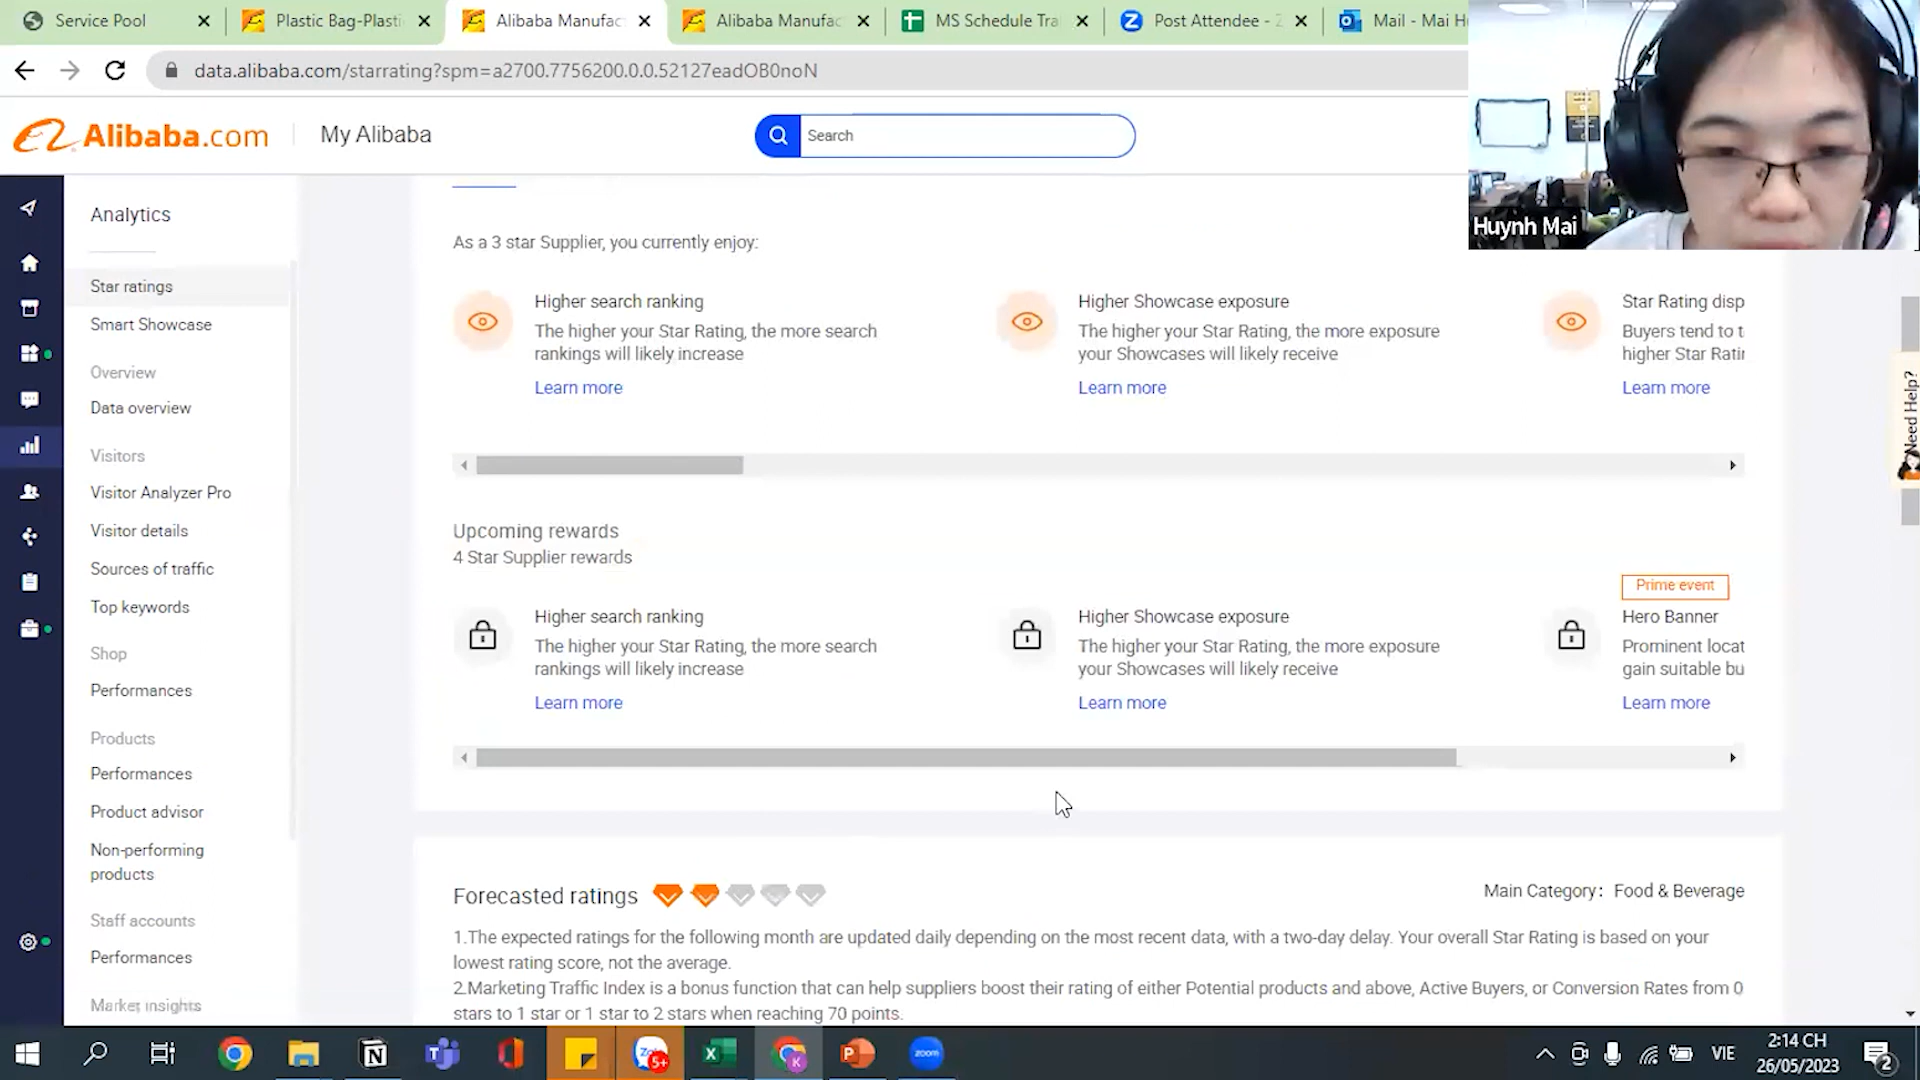 Service Pool
Plastic Bag-Plasti
Alibaba Manufac
Alibaba Manufac
MS Schedule Tra
Post Attendee - Z
Mail - Mai H
data.alibaba.com/starrating?spm=a2700.7756200.0.0.52127eadOB0noN
Alibaba.com
My Alibaba
Search
Huynh Mai
Analytics
Star ratings
Smart Showcase
Overview
Data overview
Visitors
Visitor Analyzer Pro
Visitor details
Sources of traffic
Top keywords
Shop
Performances
Products
Performances
Product advisor
Non-performing
products
Staff accounts
Performances
Market insights
As a 3 star Supplier, you currently enjoy:
Higher search ranking
The higher your Star Rating, the more search
rankings will likely increase
Learn more
Higher Showcase exposure
The higher your Star Rating, the more exposure
your Showcases will likely receive
Learn more
Star Rating disp
Buyers tend to t
higher Star Ratin
Learn more
Need Help?
Upcoming rewards
4 Star Supplier rewards
Higher search ranking
The higher your Star Rating, the more search
rankings will likely increase
Learn more
Higher Showcase exposure
The higher your Star Rating, the more exposure
your Showcases will likely receive
Learn more
Prime event
Hero Banner
Prominent locat
gain suitable bu
Learn more
Forecasted ratings
Main Category: Food & Beverage
1.The expected ratings for the following month are updated daily depending on the most recent data, with a two-day delay. Your overall Star Rating is based on your
lowest rating score, not the average.
2.Marketing Traffic Index is a bonus function that can help suppliers boost their rating of either Potential products and above, Active Buyers, or Conversion Rates from 0
stars to 1 star or 1 star to 2 stars when reaching 70 points.
5+
K
zoom
VIE
2:14 CH
26/05/2023
2